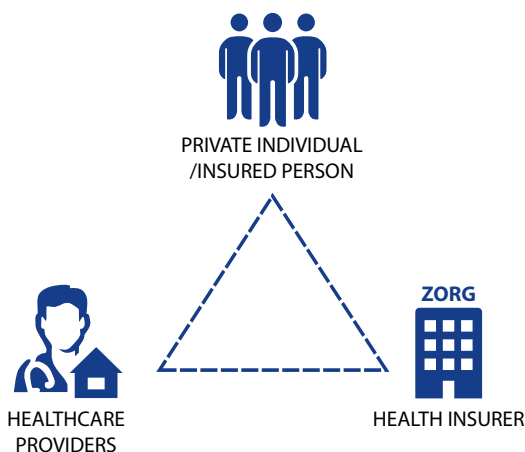 PRIVATE INDIVIDUAL
/INSURED PERSON
ZORG
HEALTHCARE
PROVIDERS
HEALTH INSURER